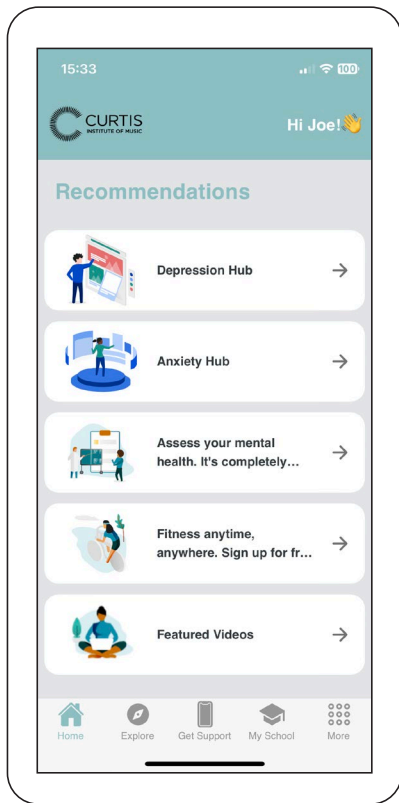 15:33
100
CURTIS
INSTITUTE OF MUSIC
Hi Joe!👋
Recommendations
Depression Hub
Anxiety Hub
Assess your mental
health. It's completely...
Fitness anytime,
anywhere. Sign up for fr...
Featured Videos
Home
Explore
Get Support
My School
More